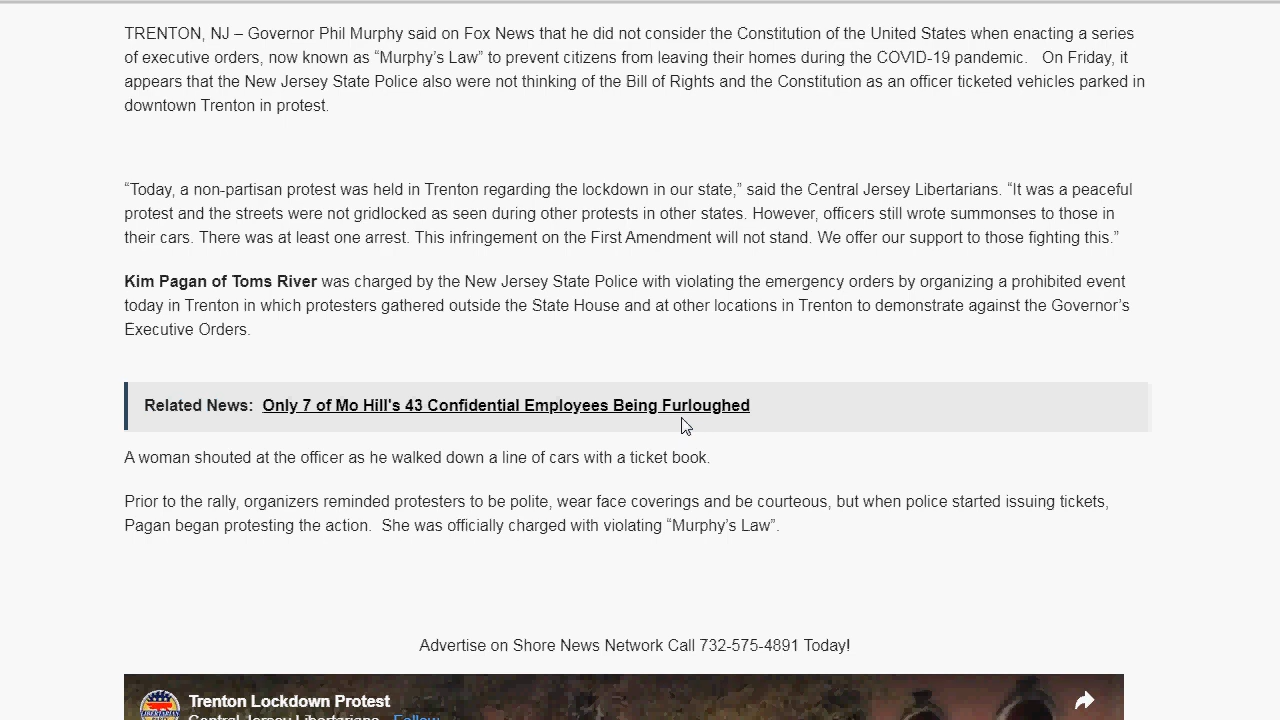 TRENTON, NJ – Governor Phil Murphy said on Fox News that he did not consider the Constitution of the United States when enacting a series
of executive orders, now known as “Murphy’s Law” to prevent citizens from leaving their homes during the COVID-19 pandemic.   On Friday, it
appears that the New Jersey State Police also were not thinking of the Bill of Rights and the Constitution as an officer ticketed vehicles parked in
downtown Trenton in protest.
“Today, a non-partisan protest was held in Trenton regarding the lockdown in our state,” said the Central Jersey Libertarians. “It was a peaceful
protest and the streets were not gridlocked as seen during other protests in other states. However, officers still wrote summonses to those in
their cars. There was at least one arrest. This infringement on the First Amendment will not stand. We offer our support to those fighting this.”
Kim Pagan of Toms River was charged by the New Jersey State Police with violating the emergency orders by organizing a prohibited event
today in Trenton in which protesters gathered outside the State House and at other locations in Trenton to demonstrate against the Governor’s
Executive Orders.
Related News:  Only 7 of Mo Hill's 43 Confidential Employees Being Furloughed
A woman shouted at the officer as he walked down a line of cars with a ticket book.
Prior to the rally, organizers reminded protesters to be polite, wear face coverings and be courteous, but when police started issuing tickets,
Pagan began protesting the action.  She was officially charged with violating “Murphy’s Law”.
Advertise on Shore News Network Call 732-575-4891 Today!
LIBERTARIAN
Trenton Lockdown Protest
Central Jersey Libertarians · Follow